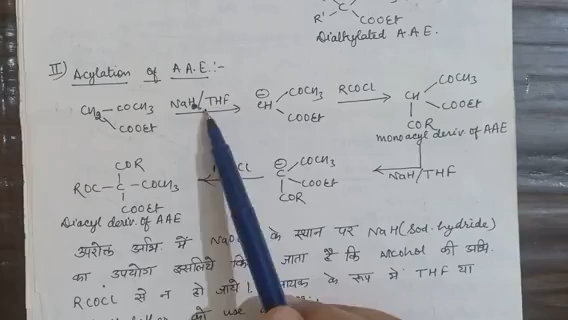 R' C COOEt
Dialkylated A.A.E.
II) Acylation of A.A.E.:-
CH2 COCH3 COOEt NaH/THF ⊖CH COCH3 COOEt RCOCl CH COCH3 COOEt COR
monoacyl deriv. of AAE
NaH/THF
ROC-C-COCH3 COR COOEt Cl ⊖C COCH3 COOEt COR
Diacyl deriv. of AAE
उपरोक्त अभि. में के स्थान पर NaH (Sod. hydride)
का उपयोग इसलिये जाता है कि Alcohol की अभि.
RCOCl से न हो जाये। के रूप में THF या
को use